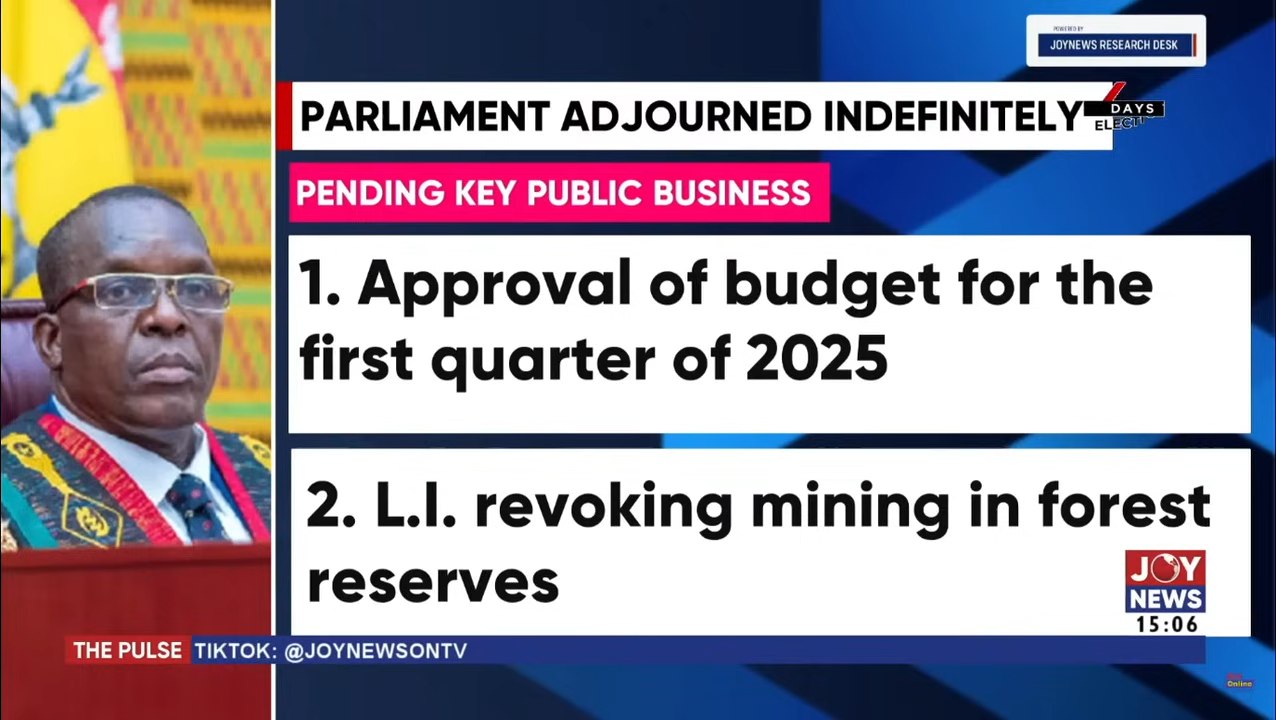 POWERED BY
JOYNEWS RESEARCH DESK
PARLIAMENT ADJOURNED INDEFINITELY
DAYS
PENDING KEY PUBLIC BUSINESS
1. Approval of budget for the
first quarter of 2025
2. L.I. revoking mining in forest
reserves
JOY
NEWS
15:06
THE PULSE TIKTOK: @JOYNEWSONTV
Online